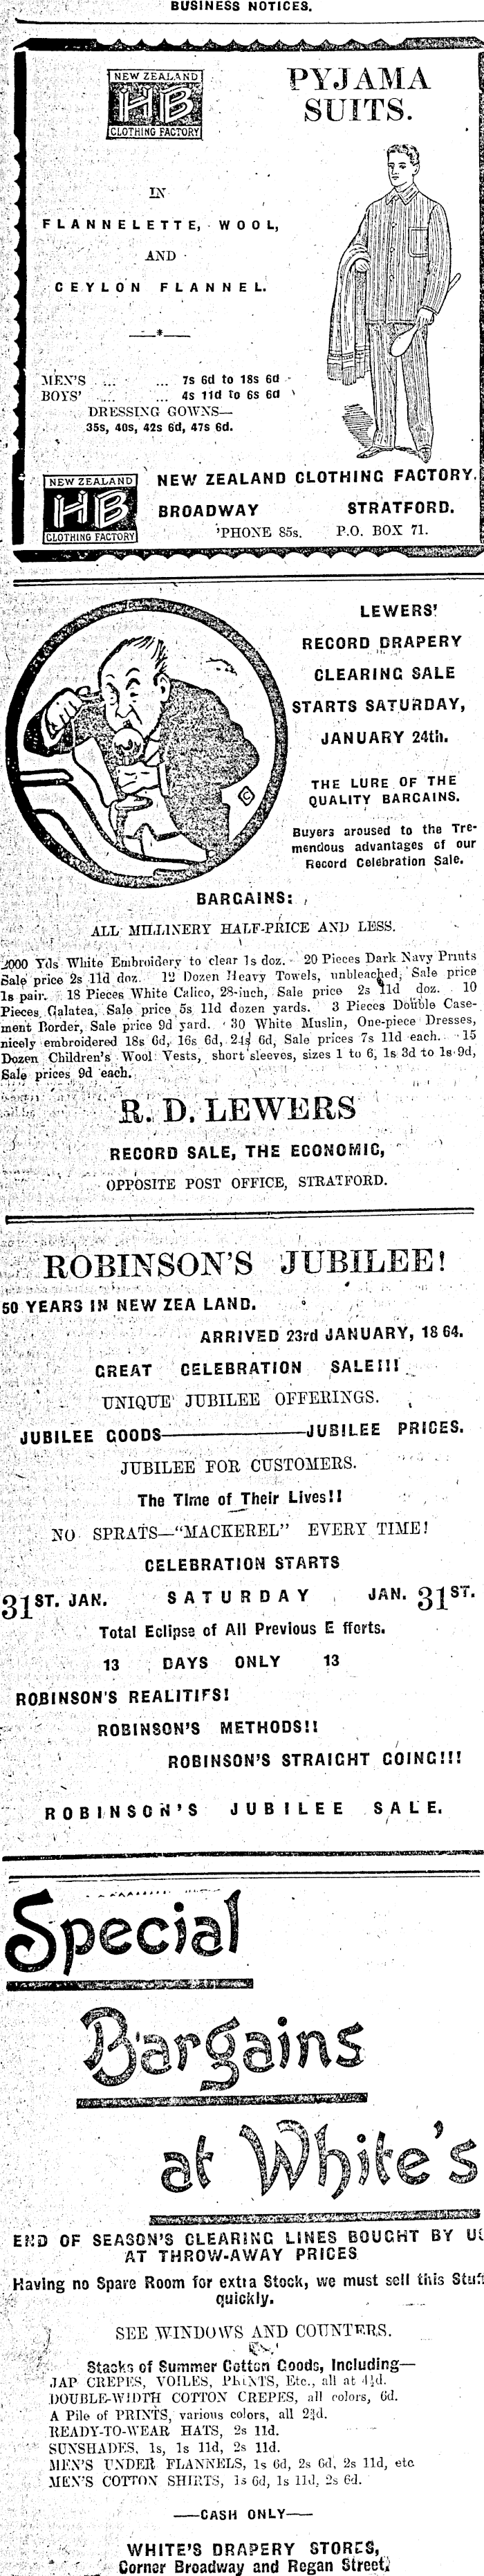 BUSINESS NOTICES.
NEW ZEALAND
HB
CLOTHING FACTORY
PYJAMA
SUITS.
IN
FLANNELETTE, WOOL,
AND
CEYLON FLANNEL.
MEN'S ... ... 7s 6d to 18s 6d
BOYS' ... ... 4s 11d to 6s 6d
DRESSING GOWNS—
35s, 40s, 42s 6d, 47s 6d.
NEW ZEALAND
HB
CLOTHING FACTORY
NEW ZEALAND CLOTHING FACTORY.
BROADWAY STRATFORD.
'PHONE 85s. P.O. BOX 71.
LEWERS'
RECORD DRAPERY
CLEARING SALE
STARTS SATURDAY,
JANUARY 24th.
THE LURE OF THE
QUALITY BARGAINS.
Buyers aroused to the Tre-
mendous advantages of our
Record Celebration Sale.
BARGAINS:
ALL MILLINERY HALF-PRICE AND LESS.
2000 Yds White Embroidery to clear 1s doz. 20 Pieces Dark Navy Prints
Sale price 2s 11d doz. 12 Dozen Heavy Towels, unbleached, Sale price
1s pair. 18 Pieces White Calico, 28-inch, Sale price 2s 11d doz. 10
Pieces Galatea, Sale price 5s 11d dozen yards. 3 Pieces Double Case-
ment Border, Sale price 9d yard. 30 White Muslin, One-piece Dresses,
nicely embroidered 18s 6d, 16s 6d, 24s 6d, Sale prices 7s 11d each. 15
Dozen Children's Wool Vests, short sleeves, sizes 1 to 6, 1s 3d to 1s 9d,
Sale prices 9d each.
R. D. LEWERS
RECORD SALE, THE ECONOMIC,
OPPOSITE POST OFFICE, STRATFORD.
ROBINSON'S JUBILEE!
50 YEARS IN NEW ZEA LAND.
ARRIVED 23rd JANUARY, 18 64.
GREAT CELEBRATION SALE!!!
UNIQUE JUBILEE OFFERINGS.
JUBILEE GOODS——JUBILEE PRICES.
JUBILEE FOR CUSTOMERS.
The Time of Their Lives!!
NO SPRATS—"MACKEREL" EVERY TIME!
CELEBRATION STARTS
31ST. JAN. SATURDAY JAN. 31ST.
Total Eclipse of All Previous E fforts.
13 DAYS ONLY 13
ROBINSON'S REALITIES!
ROBINSON'S METHODS!!
ROBINSON'S STRAIGHT GOING!!!
ROBINSON'S JUBILEE SALE.
Special
Bargains
at White's
END OF SEASON'S CLEARING LINES BOUGHT BY US
AT THROW-AWAY PRICES
Having no Spare Room for extra Stock, we must sell this Stuff
quickly.
SEE WINDOWS AND COUNTERS.
Stacks of Summer Cotton Goods, Including—
JAP CREPES, VOILES, PRINTS, Etc., all at 4½d.
DOUBLE-WIDTH COTTON CREPES, all colors, 6d.
A Pile of PRINTS, various colors, all 2¾d.
READY-TO-WEAR HATS, 2s 11d.
SUNSHADES, 1s, 1s 11d, 2s 11d.
MEN'S UNDER FLANNELS, 1s 6d, 2s 6d, 2s 11d, etc
MEN'S COTTON SHIRTS, 1s 6d, 1s 11d, 2s 6d.
——CASH ONLY——
WHITE'S DRAPERY STORES,
Corner Broadway and Regan Street.